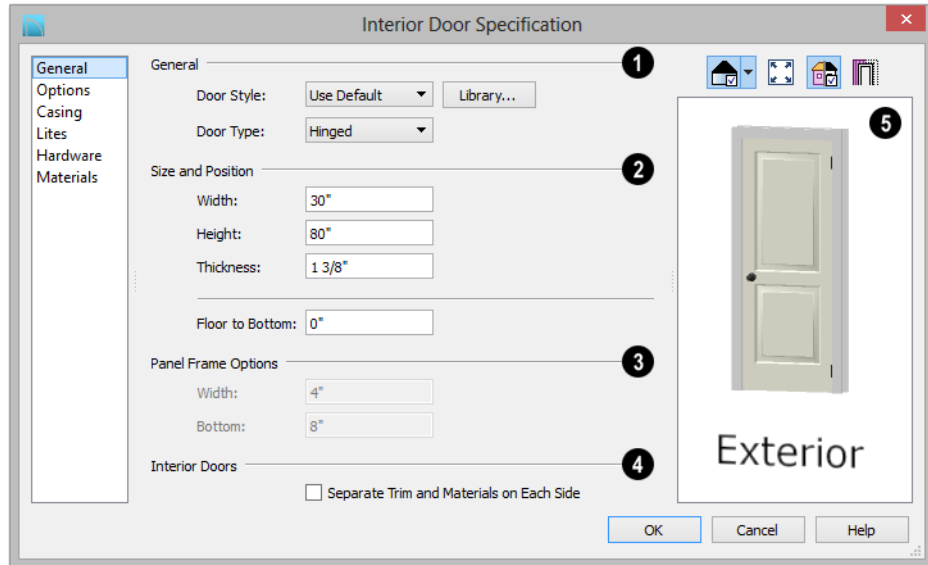 Interior Door Specification
General
Options
Casing
Lites
Hardware
Materials
General
1
Door Style:
Use Default
Library...
Door Type:
Hinged
Size and Position
2
Width:
30"
Height:
80"
Thickness:
1 3/8"
Floor to Bottom:
0"
Panel Frame Options
3
Width:
4"
Bottom:
8"
Interior Doors
4
Separate Trim and Materials on Each Side
5
Exterior
OK
Cancel
Help